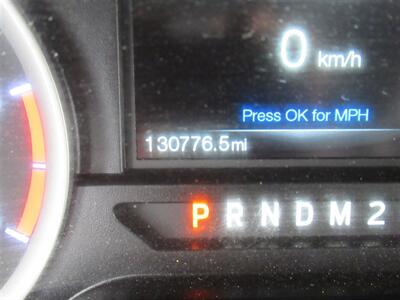 0 km/h
Press OK for MPH
130776.5mi
P R N D M 2